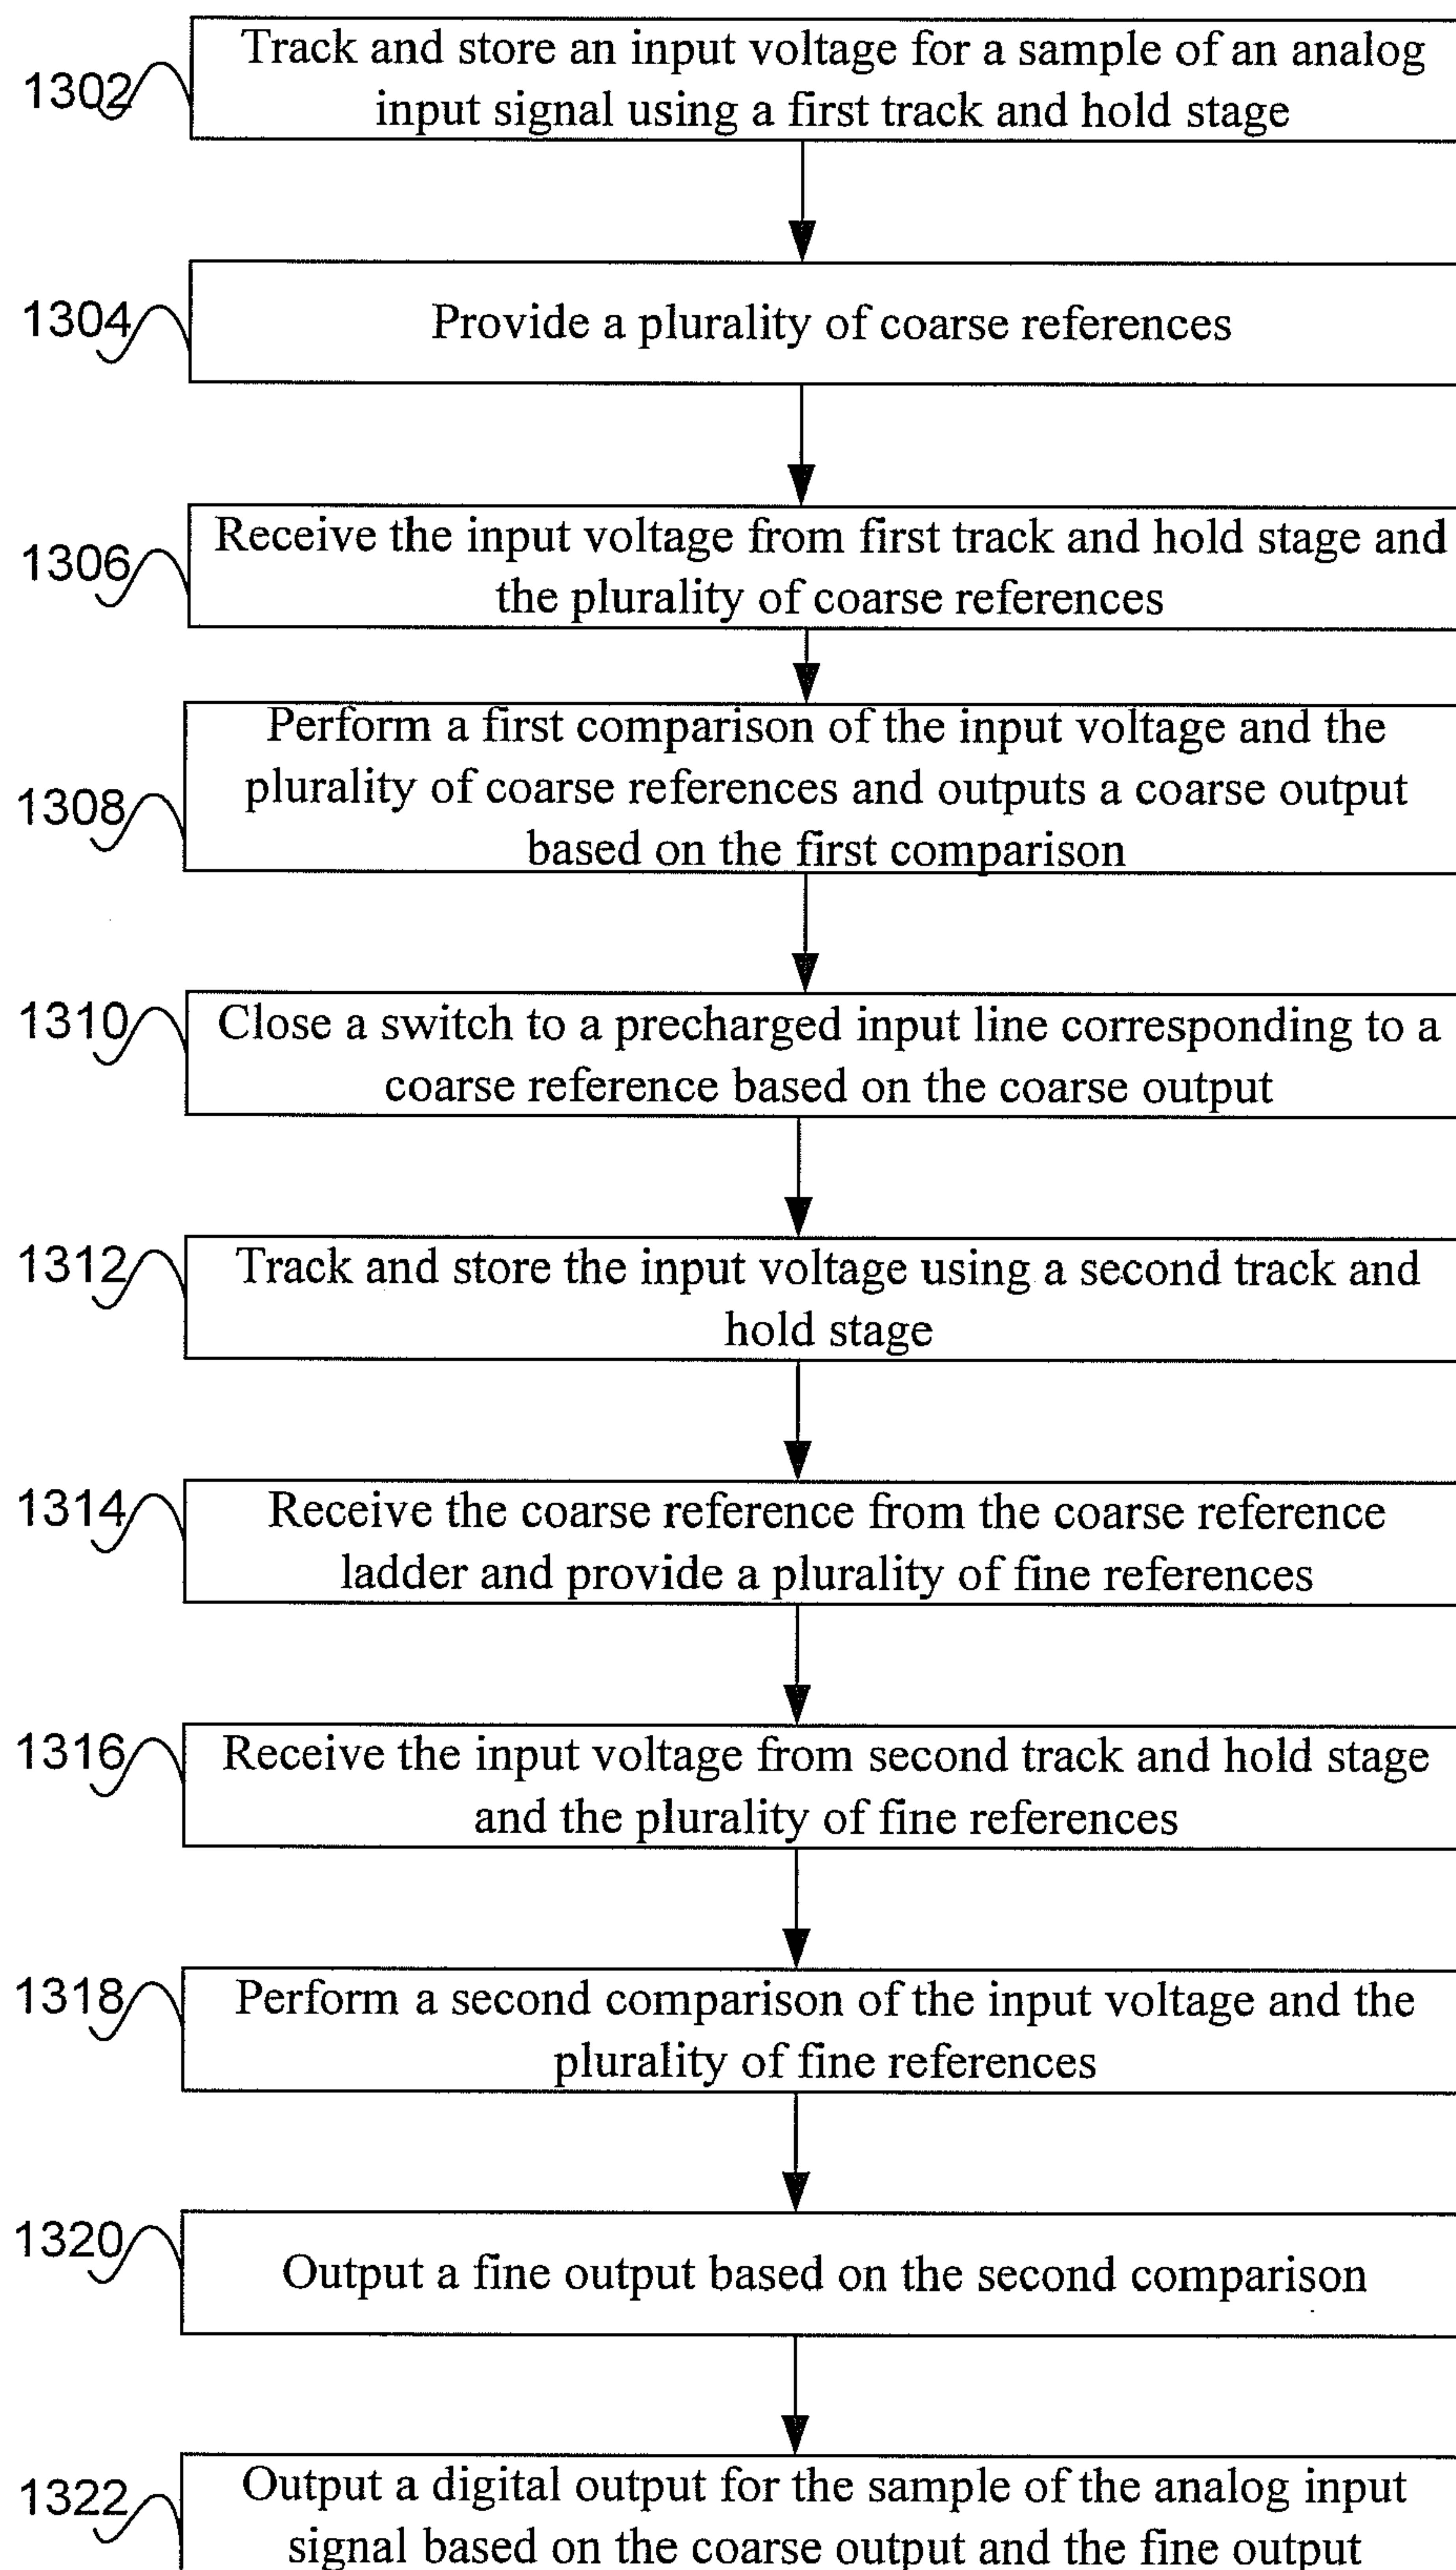 1302
Track and store an input voltage for a sample of an analog
input signal using a first track and hold stage
1304
Provide a plurality of coarse references
1306
Receive the input voltage from first track and hold stage and
the plurality of coarse references
1308
Perform a first comparison of the input voltage and the
plurality of coarse references and outputs a coarse output
based on the first comparison
1310
Close a switch to a precharged input line corresponding to a
coarse reference based on the coarse output
1312
Track and store the input voltage using a second track and
hold stage
1314
Receive the coarse reference from the coarse reference
ladder and provide a plurality of fine references
1316
Receive the input voltage from second track and hold stage
and the plurality of fine references
1318
Perform a second comparison of the input voltage and the
plurality of fine references
1320
Output a fine output based on the second comparison
1322
Output a digital output for the sample of the analog input
signal based on the coarse output and the fine output